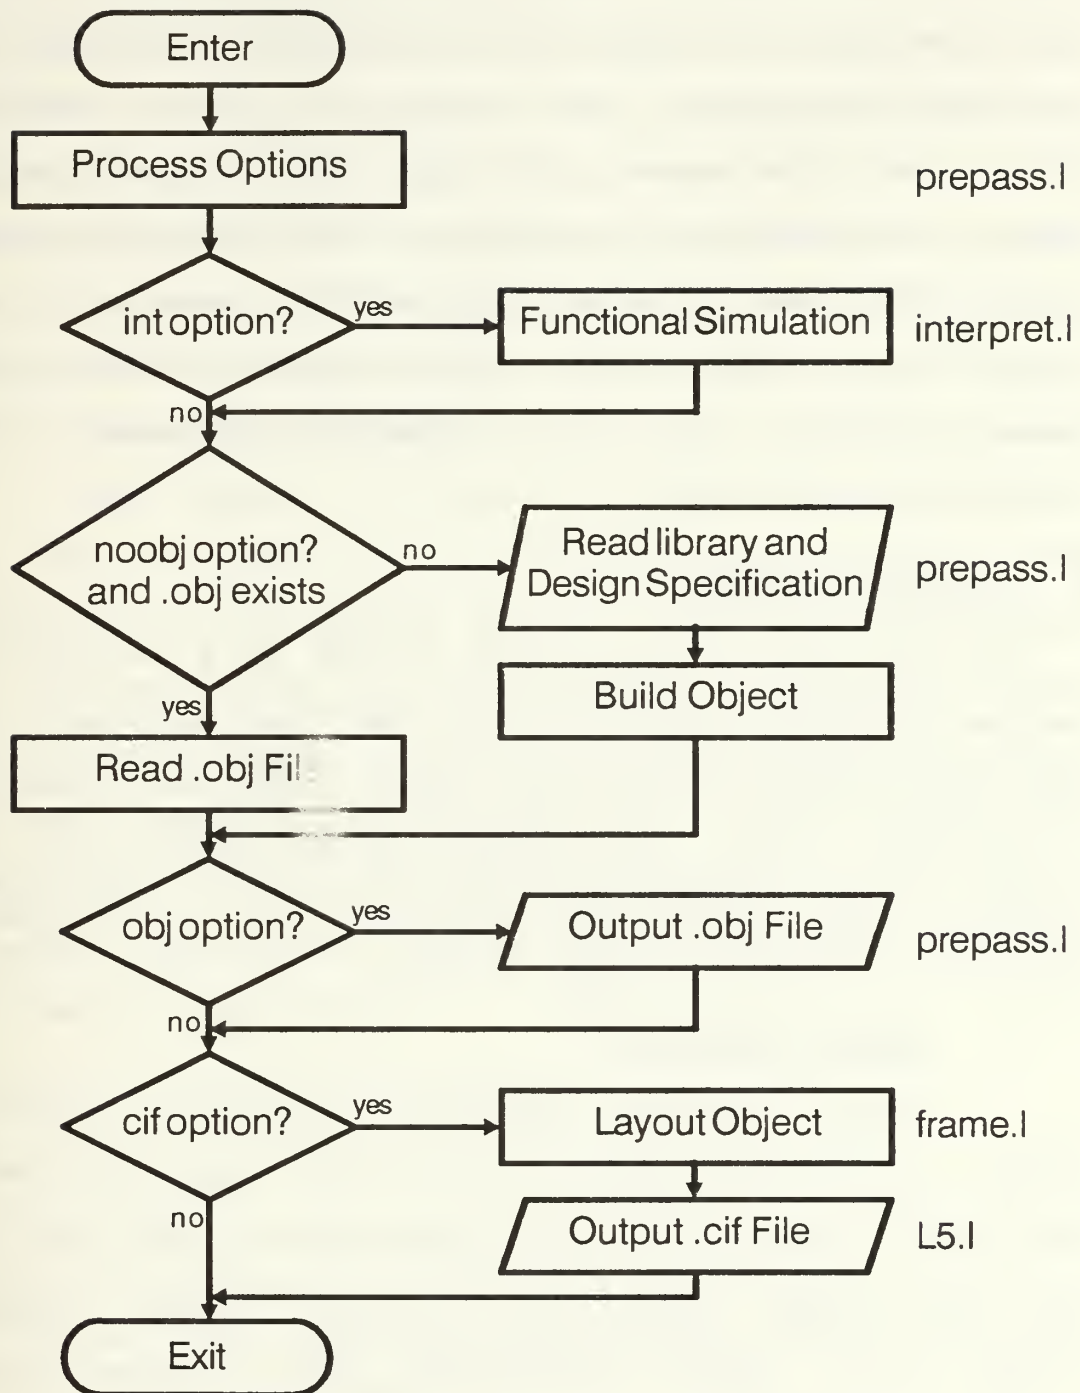 Enter
Process Options
prepass.l
int option?
yes
Functional Simulation
interpret.l
no
noobj option?
and .obj exists
no
Read library and
Design Specification
prepass.l
Build Object
yes
Read .obj
obj option?
yes
Output .obj File
prepass.l
no
cif option?
yes
Layout Object
frame.l
no
Output .cif File
L5.l
Exit